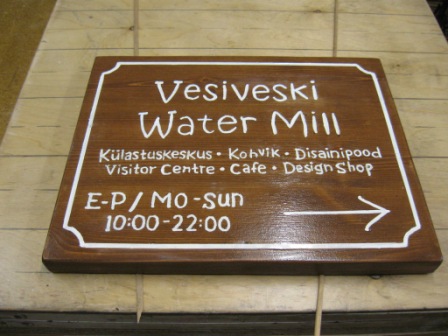 Vesiveski
Water Mill
Külastuskeskus · Kohvik · Disainipood
Visitor Centre · Cafe · Design Shop
E-P / MO-Sun
10:00-22:00